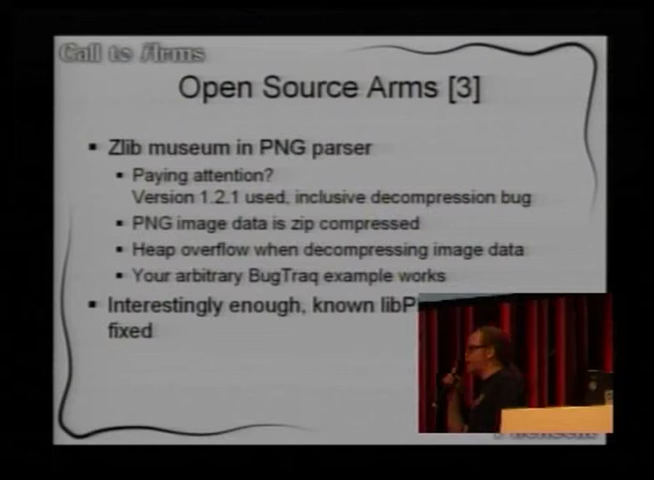 Call to Arms
Open Source Arms [3]
Zlib museum in PNG parser
Paying attention?
Version 1.2.1 used, inclusive decompression bug
PNG image data is zip compressed
Heap overflow when decompressing image data
Your arbitrary BugTraq example works
Interestingly enough, known
fixed